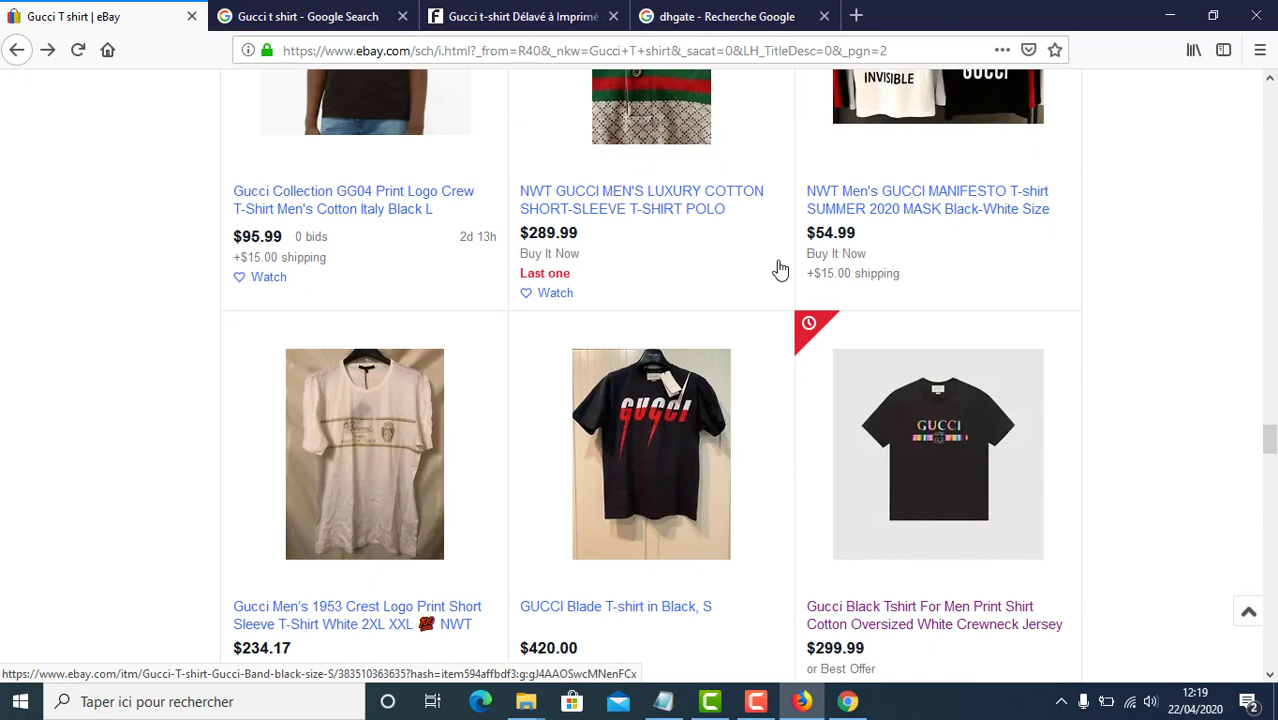 Gucci T shirt | eBay
Gucci t shirt - Google Search
Gucci t-shirt Délavé à Imprimé
dhgate - Recherche Google
https://www.ebay.com/sch/i.html?_from=R40&_nkw=Gucci+T+shirt&_sacat=0&LH_TitleDesc=0&_pgn=2
INVISIBLE
GUCCI
Gucci Collection GG04 Print Logo Crew
T-Shirt Men's Cotton Italy Black L
$95.99 0 bids 2d 13h
+$15.00 shipping
Watch
NWT GUCCI MEN'S LUXURY COTTON
SHORT-SLEEVE T-SHIRT POLO
$289.99
Buy It Now
Last one
Watch
NWT Men's GUCCI MANIFESTO T-shirt
SUMMER 2020 MASK Black-White Size
$54.99
Buy It Now
+$15.00 shipping
GUCCI
GUCCI
Gucci Men's 1953 Crest Logo Print Short
Sleeve T-Shirt White 2XL XXL 💯 NWT
$234.17
GUCCI Blade T-shirt in Black, S
$420.00
Gucci Black Tshirt For Men Print Shirt
Cotton Oversized White Crewneck Jersey
$299.99
or Best Offer
https://www.ebay.com/itm/Gucci-T-shirt-Gucci-Band-black-size-S/383510363635?hash=item594affbdf3:g:gJ4AAOSwcMNenFCx
Taper ici pour rechercher
12:19
22/04/2020
2